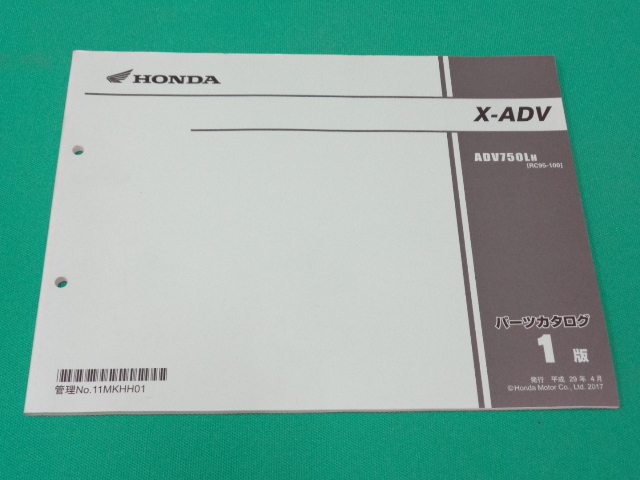 HONDA
X-ADV
ADV750LH
[RC95-100]
パーツカタログ
1 版
発行 平成 29 年 4 月
©Honda Motor Co., Ltd. 2017
管理No.11MKHH01